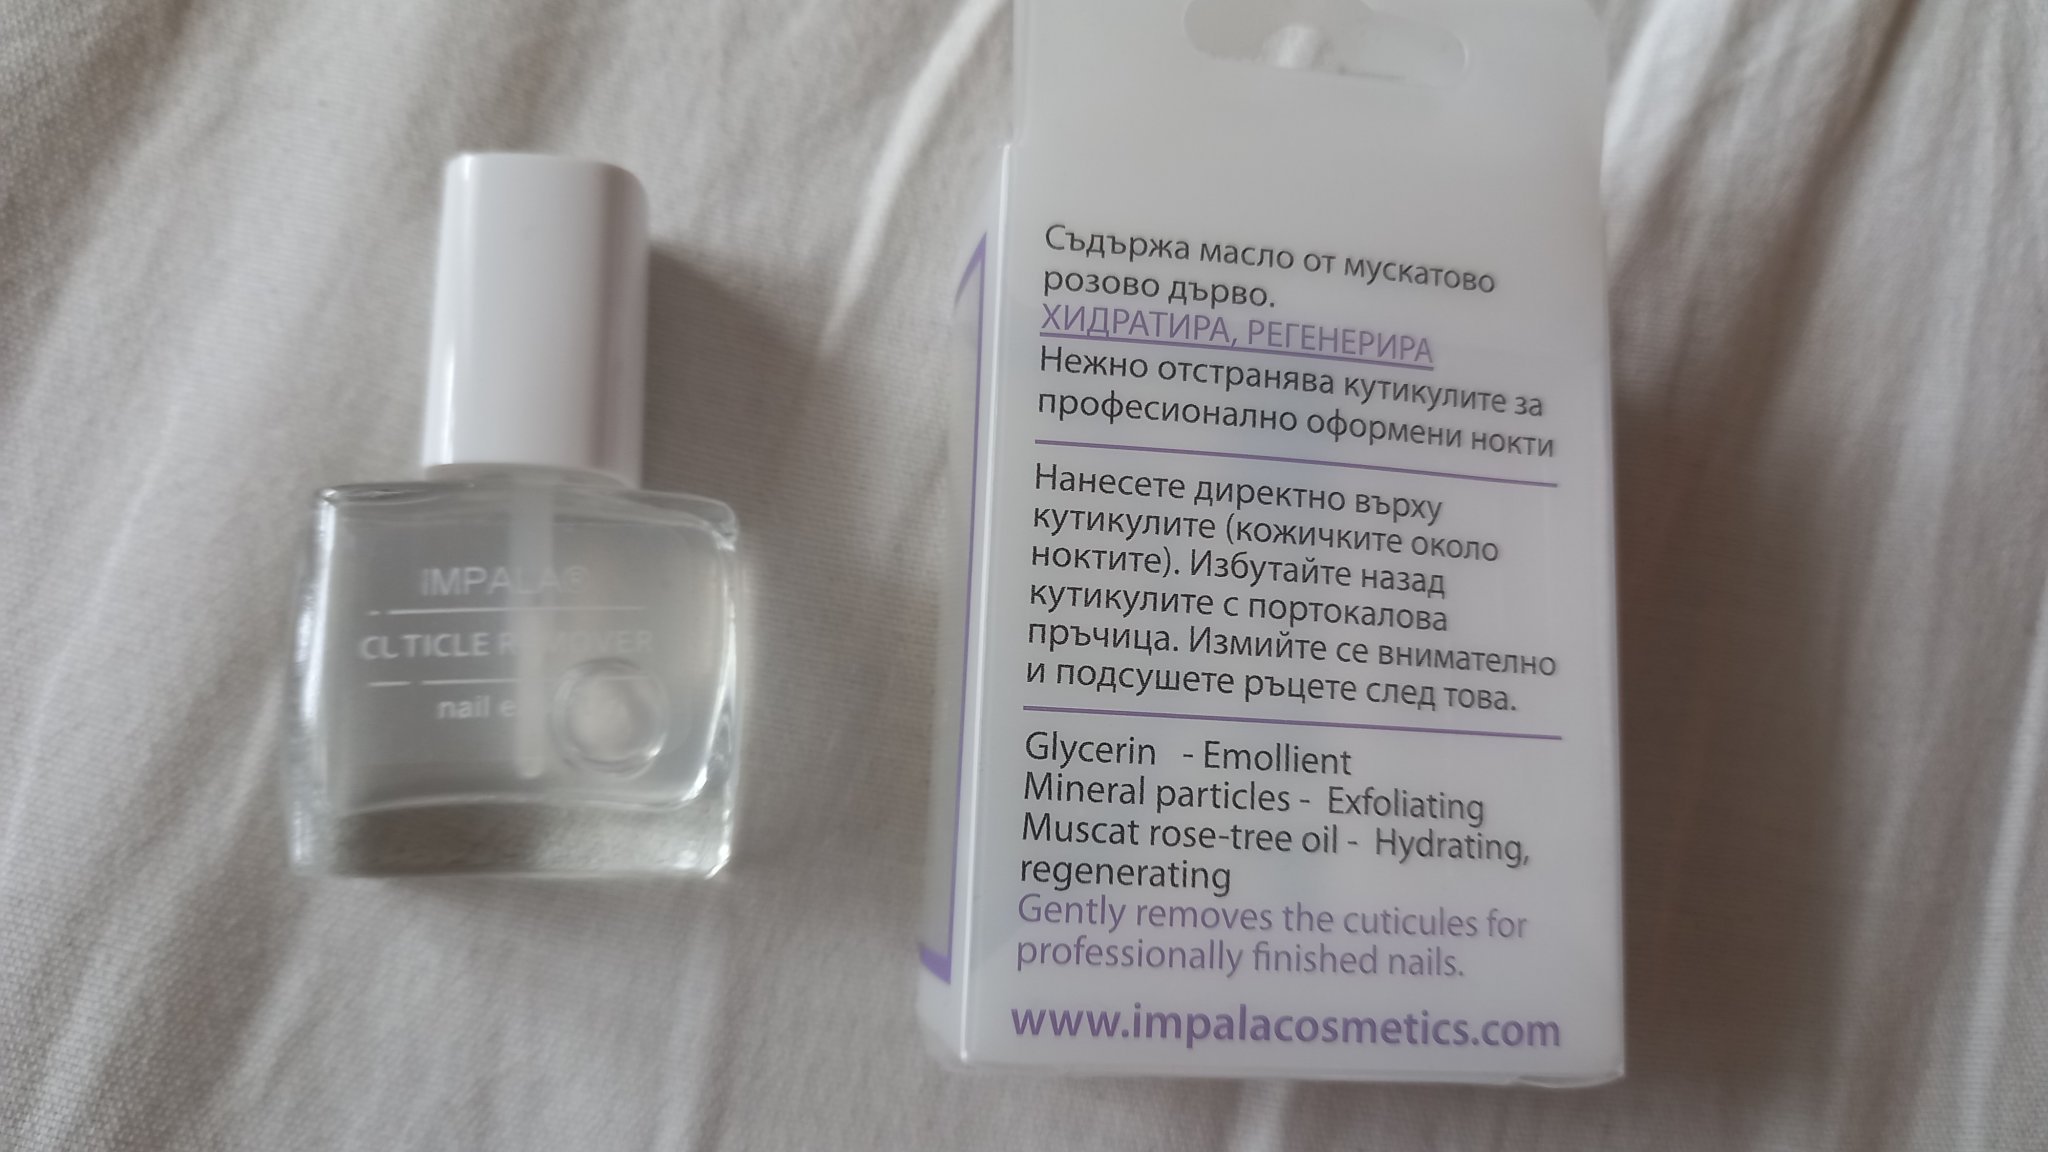 IMPALA®
CUTICLE REMOVER
nail
Съдържа масло от мускатово
розово дърво.
ХИДРАТИРА, РЕГЕНЕРИРА
Нежно отстранява кутикулите за
професионално оформени нокти
Нанесете директно върху
кутикулите (кожичките около
ноктите). Избутайте назад
кутикулите с портокалова
пръчица. Измийте се внимателно
и подсушете ръцете след това.
Glycerin - Emollient
Mineral particles - Exfoliating
Muscat rose-tree oil - Hydrating,
regenerating
Gently removes the cuticules for
professionally finished nails.
www.impalacosmetics.com